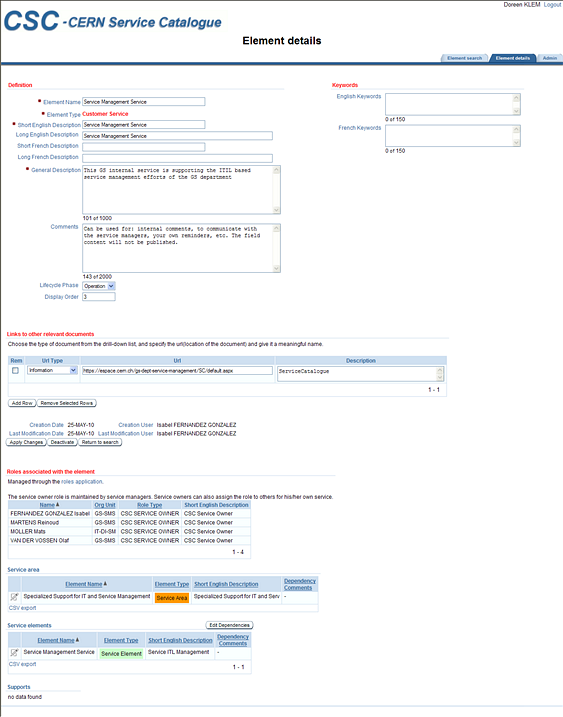 Doreen KLEM Logout
CSC -CERN Service Catalogue
Element details
Element search Element details Admin
Definition
Keywords
* Element Name Service Management Service
English Keywords
0 of 150
* Element Type Customer Service
* Short English Description Service Management Service
French Keywords
Long English Description Service Management Service
Short French Description
0 of 150
Long French Description
* General Description This GS internal service is supporting the ITIL based
service management efforts of the GS department
101 of 1000
Comments Can be used for: internal comments, to communicate with
the service managers, your own reminders, etc. The field
content will not be published.
143 of 2000
Lifecycle Phase Operation
Display Order 3
Links to other relevant documents
Choose the type of document from the drill-down list, and specify the url(location of the document) and give it a meaningful name.
Rem Url Type Url Description
Information https://espace.cern.ch/gs-dept-service-management/SC/default.aspx ServiceCatalogue
1 - 1
Add Row Remove Selected Rows
Creation Date 25-MAY-10 Creation User Isabel FERNANDEZ GONZALEZ
Last Modification Date 25-MAY-10 Last Modification User Isabel FERNANDEZ GONZALEZ
Apply Changes Deactivate Return to search
Roles associated with the element
Managed through the roles application.
The service owner role is maintained by service managers. Service owners can also assign the role to others for his/her own service.
Name Org Unit Role Type Short English Description
FERNANDEZ GONZALEZ Isabel GS-SMS CSC SERVICE OWNER CSC Service Owner
MARTENS Reinoud GS-SMS CSC SERVICE OWNER CSC Service Owner
MOLLER Mats IT-DI-SM CSC SERVICE OWNER CSC Service Owner
VAN DER VOSSEN Olaf GS-SMS CSC SERVICE OWNER CSC Service Owner
1 - 4
Service area
Element Name Element Type Short English Description Dependency Comments
Specialized Support for IT and Service Management Service Area Specialized Support for IT and Serv -
CSV export
Service elements Edit Dependencies
Element Name Element Type Short English Description Dependency Comments
Service Management Service Service Element Service ITL Management -
CSV export
1 - 1
Supports
no data found